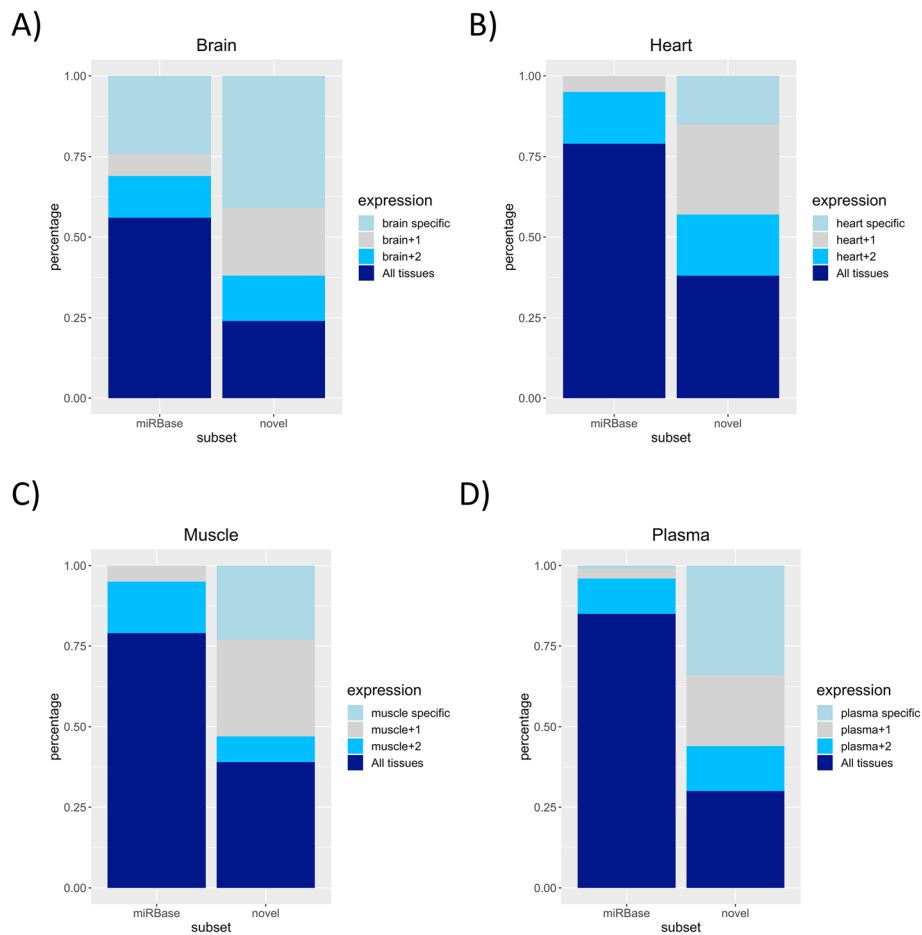 A)
Brain
1.00
0.75
0.50
0.25
0.00
percentage
miRBase novel
subset
expression
brain specific
brain+1
brain+2
All tissues
B)
Heart
1.00
0.75
0.50
0.25
0.00
percentage
miRBase novel
subset
expression
heart specific
heart+1
heart+2
All tissues
C)
Muscle
1.00
0.75
0.50
0.25
0.00
percentage
miRBase novel
subset
expression
muscle specific
muscle+1
muscle+2
All tissues
D)
Plasma
1.00
0.75
0.50
0.25
0.00
percentage
miRBase novel
subset
expression
plasma specific
plasma+1
plasma+2
All tissues